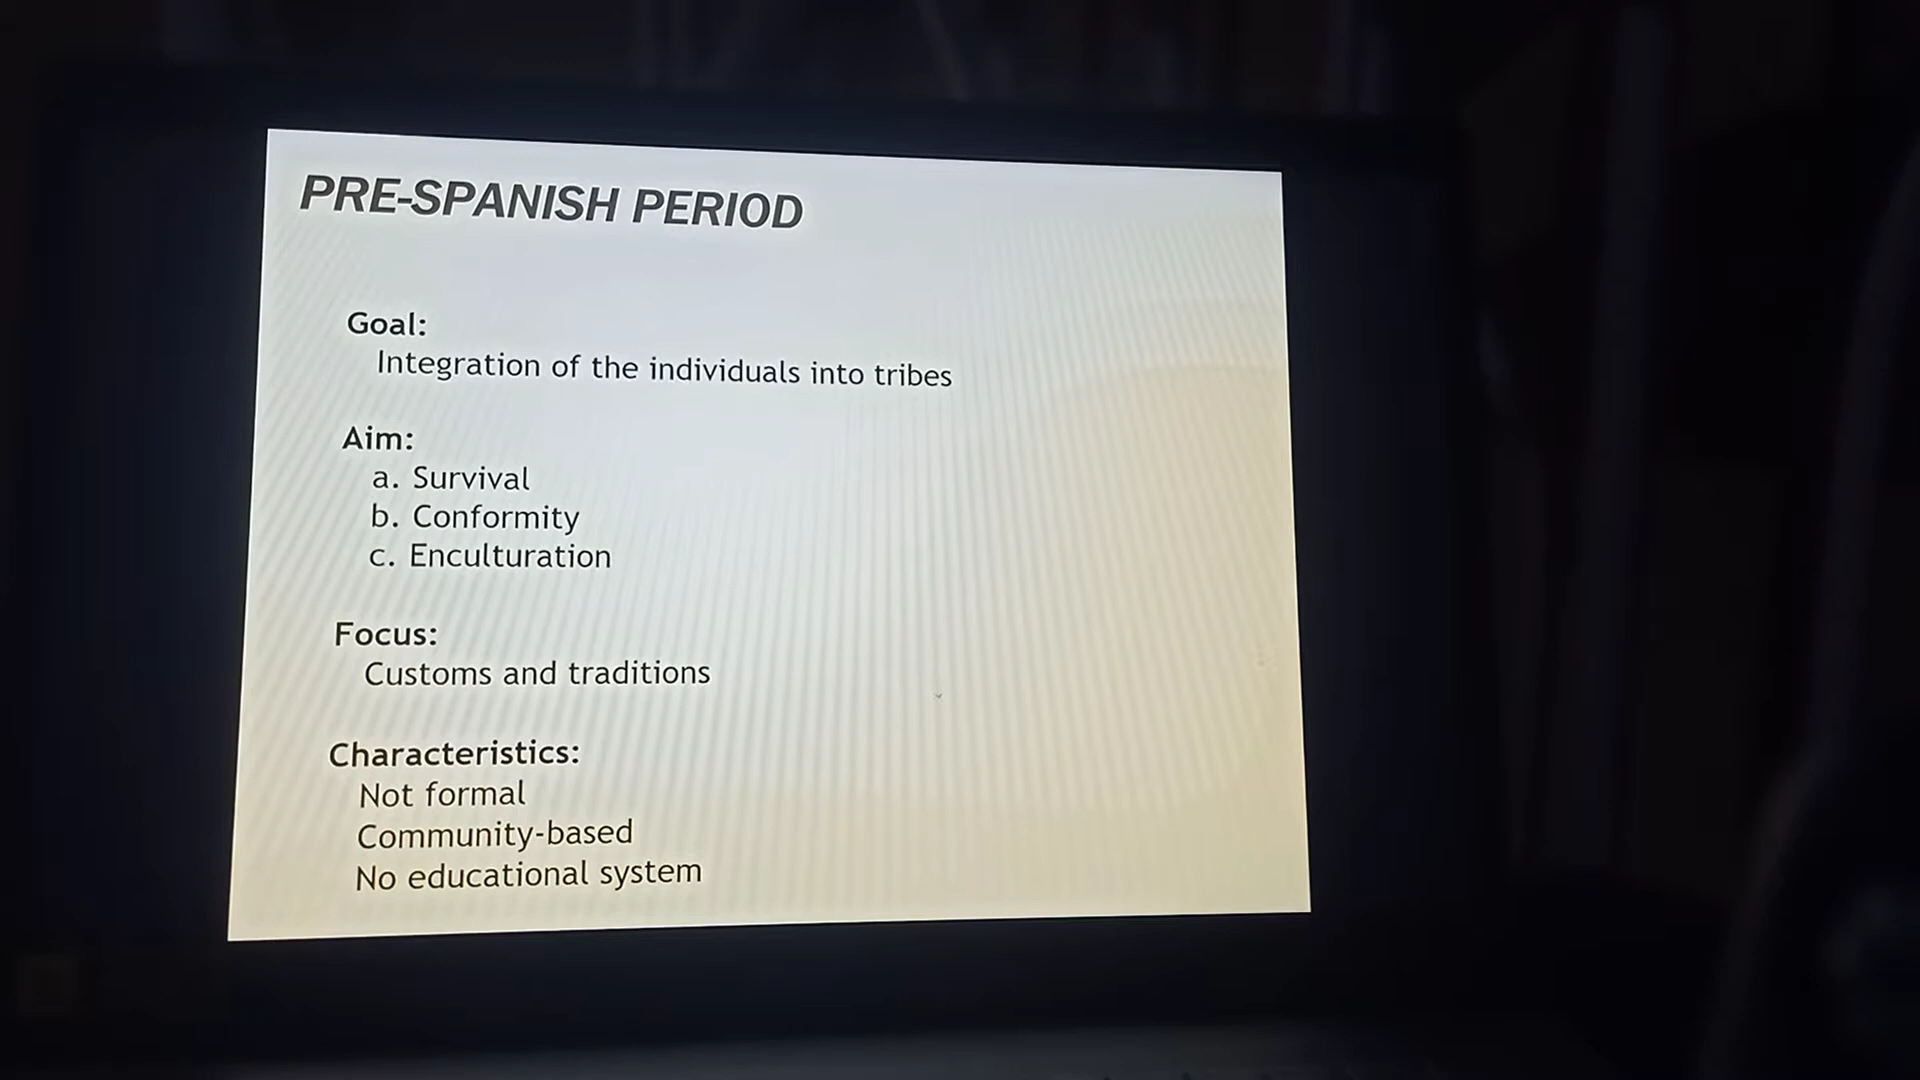 PRE-SPANISH PERIOD
Goal:
Integration of the individuals into tribes
Aim:
a. Survival
b. Conformity
c. Enculturation
Focus:
Customs and traditions
Characteristics:
Not formal
Community-based
No educational system